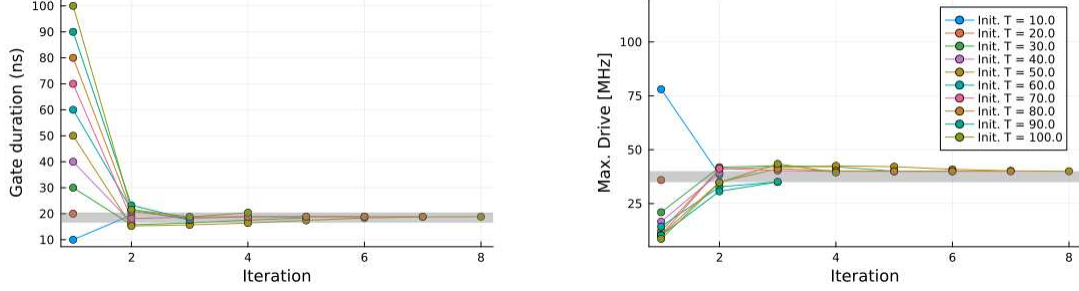 Gate duration (ns)
100
90
80
70
60
50
40
30
20
10
2
4
6
8
Iteration
Max. Drive [MHz]
100
75
50
25
2
4
6
8
Iteration
Init. T = 10.0
Init. T = 20.0
Init. T = 30.0
Init. T = 40.0
Init. T = 50.0
Init. T = 60.0
Init. T = 70.0
Init. T = 80.0
Init. T = 90.0
Init. T = 100.0